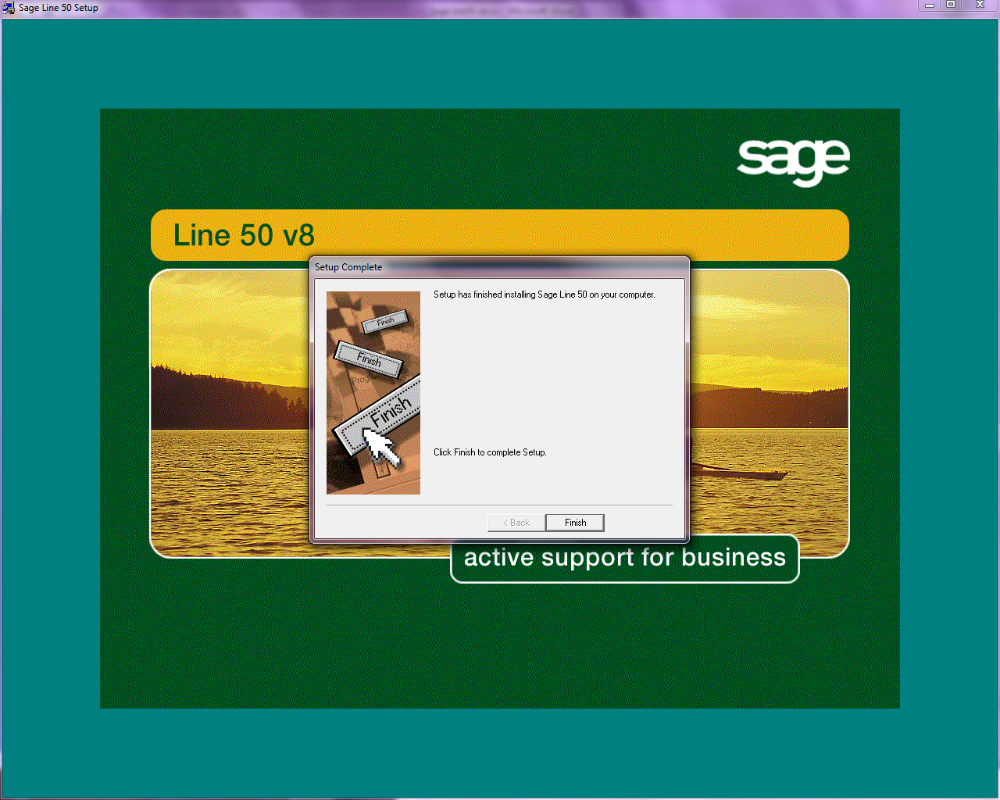 Sage Line 50 Setup
sage
Line 50 v8
Setup Complete
Setup has finished installing Sage Line 50 on your computer.
Finish
Finish
Finish
Click Finish to complete Setup.
< Back
Finish
active support for business